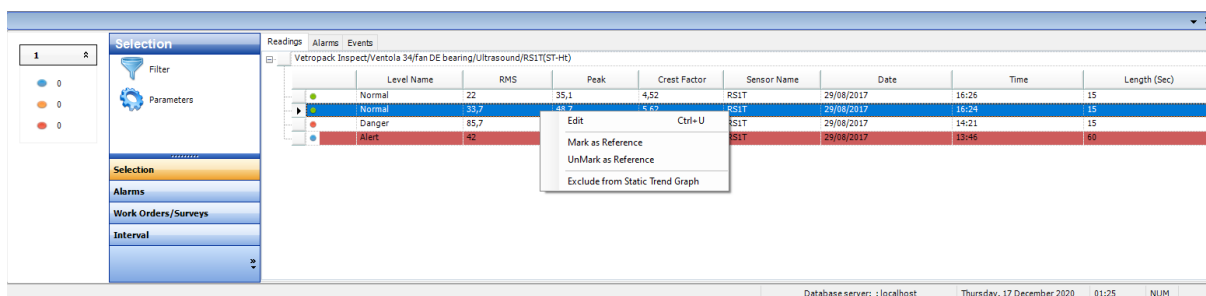 1
0
0
0
Selection
Filter
Parameters
Selection
Alarms
Work Orders/Surveys
Interval
Readings Alarms Events
Vetropack Inspect/Ventola 34/fan DE bearing/Ultrasound/RS1T(ST-Ht)
Level Name RMS Peak Crest Factor Sensor Name Date Time Length (Sec)
Normal 22 35,1 4,52 RS1T 29/08/2017 16:26 15
Normal 33,7 48,7 5,62 RS1T 29/08/2017 16:24 15
Danger 85,7 RS1T 29/08/2017 14:21 15
Alert 42 RS1T 29/08/2017 13:46 60
Edit Ctrl+U
Mark as Reference
UnMark as Reference
Exclude from Static Trend Graph
Database server: : localhost Thursday, 17 December 2020 01:25 NUM